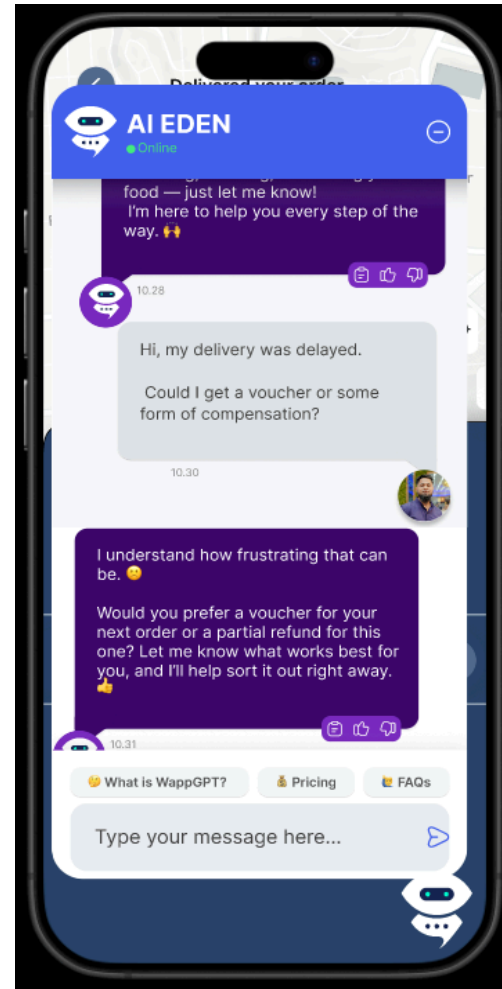 Delivered your order
AI EDEN
Online
food — just let me know!
I'm here to help you every step of the
way. 🙌
10.28
Hi, my delivery was delayed.
Could I get a voucher or some
form of compensation?
10.30
I understand how frustrating that can
be. 🙁
Would you prefer a voucher for your
next order or a partial refund for this
one? Let me know what works best for
you, and I'll help sort it out right away.
👍
10.31
🤔 What is WappGPT?
💰 Pricing
🙋 FAQs
Type your message here...